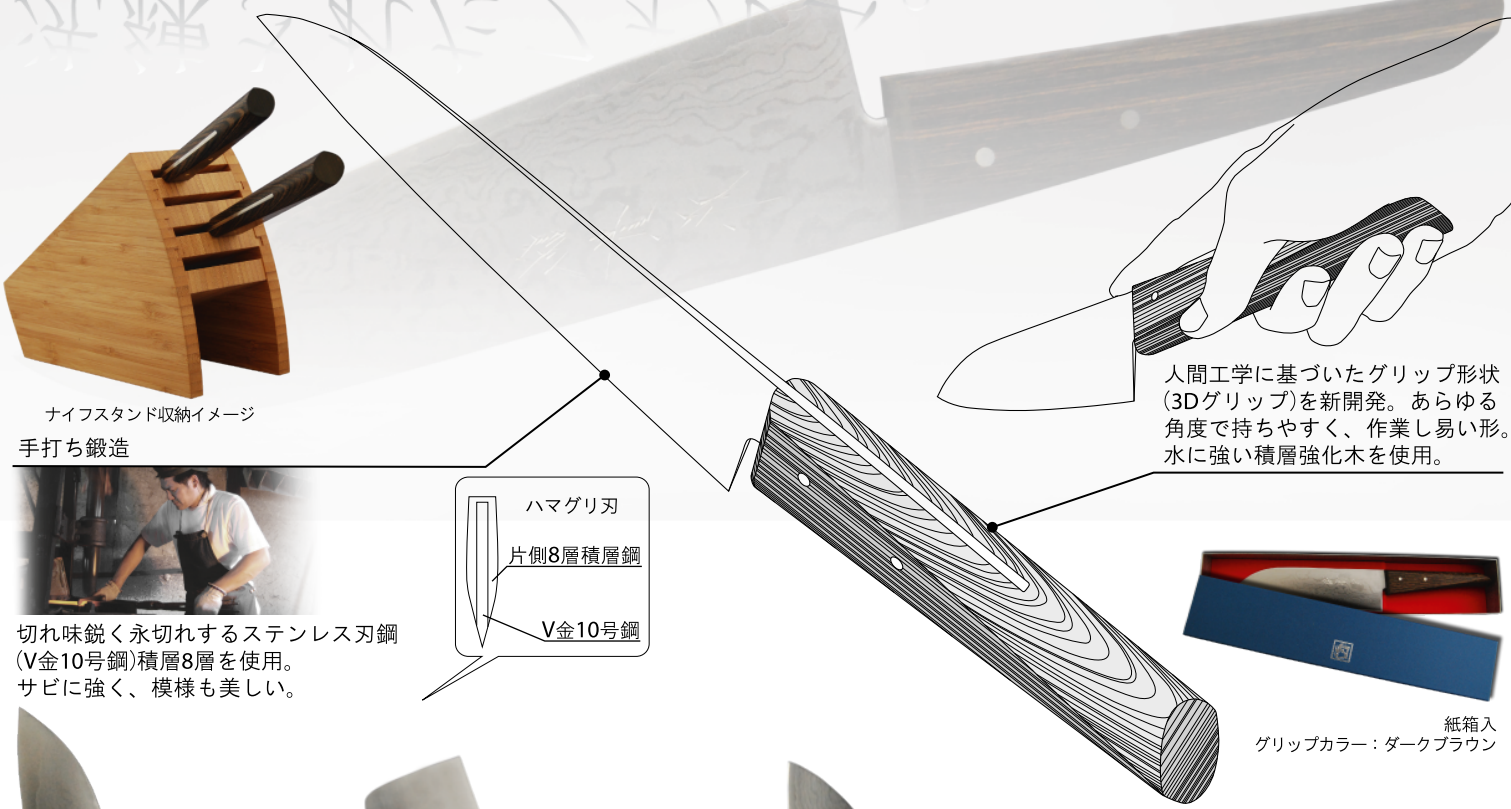 洗練された
ナイフスタンド収納イメージ
手打ち鍛造
切れ味鋭く永切れするステンレス刃鋼
(V金10号鋼)積層8層を使用。
サビに強く、模様も美しい。
ハマグリ刃
片側8層積層鋼
V金10号鋼
人間工学に基づいたグリップ形状
(3Dグリップ)を新開発。あらゆる
角度で持ちやすく、作業し易い形。
水に強い積層強化木を使用。
紙箱入
グリップカラー：ダークブラウン